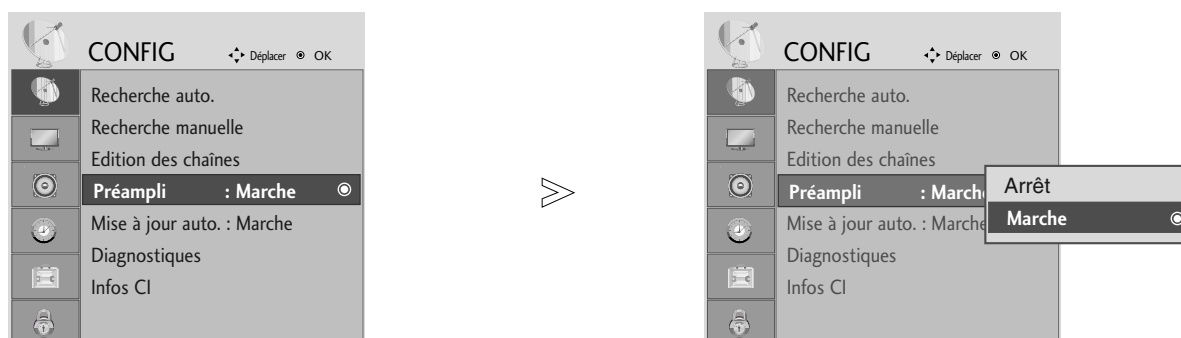 CONFIG Déplacer OK
Recherche auto.
Recherche manuelle
Edition des chaînes
Préampli : Marche
Mise à jour auto. : Marche
Diagnostiques
Infos CI
CONFIG Déplacer OK
Recherche auto.
Recherche manuelle
Edition des chaînes
Préampli : March
Mise à jour auto. : Marche
Diagnostiques
Infos CI
Arrêt
Marche